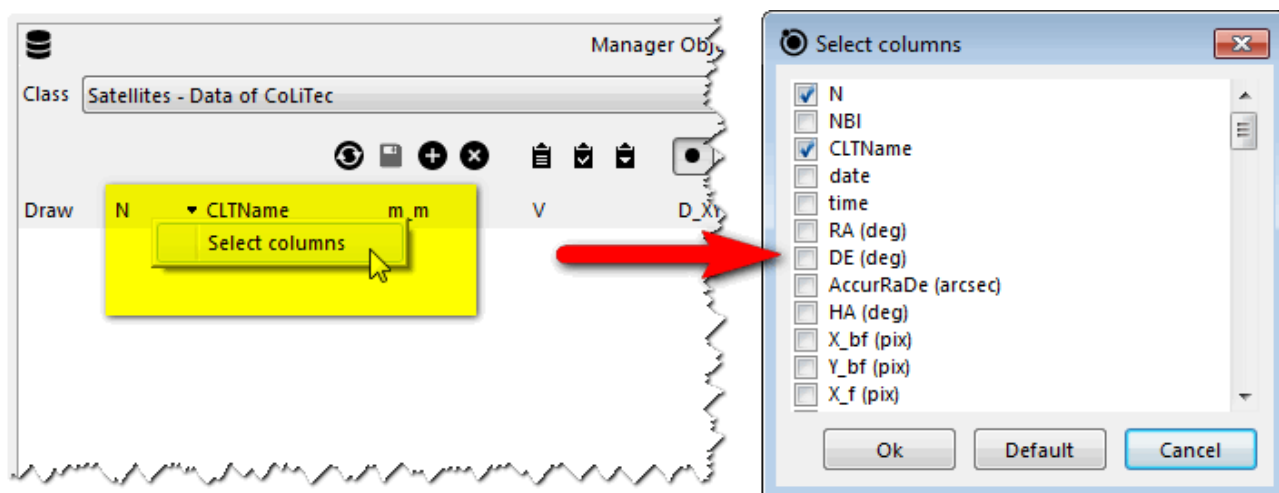 Manager Obj
Class Satellites - Data of CoLiTec
Draw N CLTName m_m V D_X
Select columns
Select columns
N
NBI
CLTName
date
time
RA (deg)
DE (deg)
AccurRaDe (arcsec)
HA (deg)
X_bf (pix)
Y_bf (pix)
X_f (pix)
Ok Default Cancel